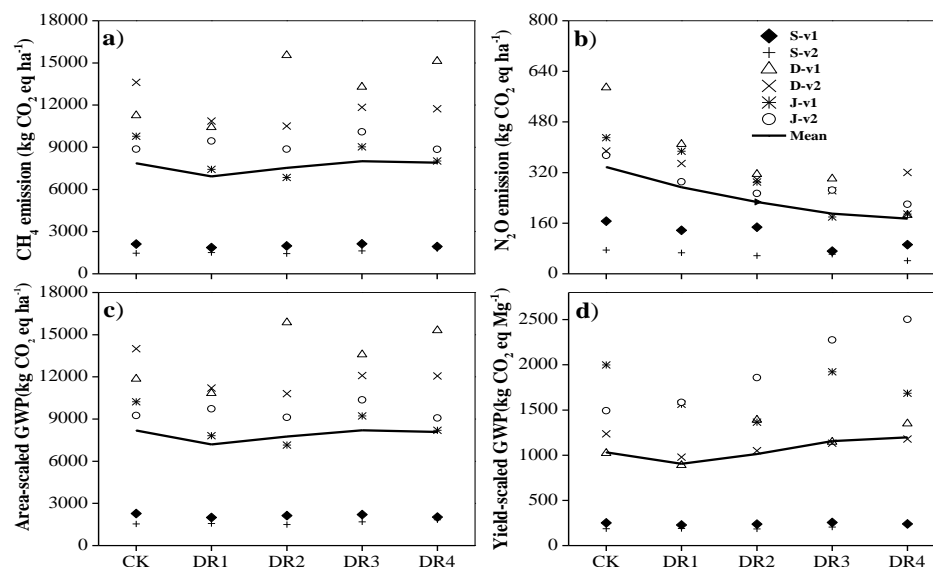 a)
CH4 emission (kg CO2 eq ha-1)
18000
15000
12000
9000
6000
3000
0
b)
N2O emission (kg CO2 eq ha-1)
800
640
480
320
160
0
S-v1
S-v2
D-v1
D-v2
J-v1
J-v2
Mean
c)
Area-scaled GWP(kg CO2 eq ha-1)
18000
15000
12000
9000
6000
3000
0
CK DR1 DR2 DR3 DR4
d)
Yield-scaled GWP(kg CO2 eq Mg-1)
2500
2000
1500
1000
500
0
CK DR1 DR2 DR3 DR4